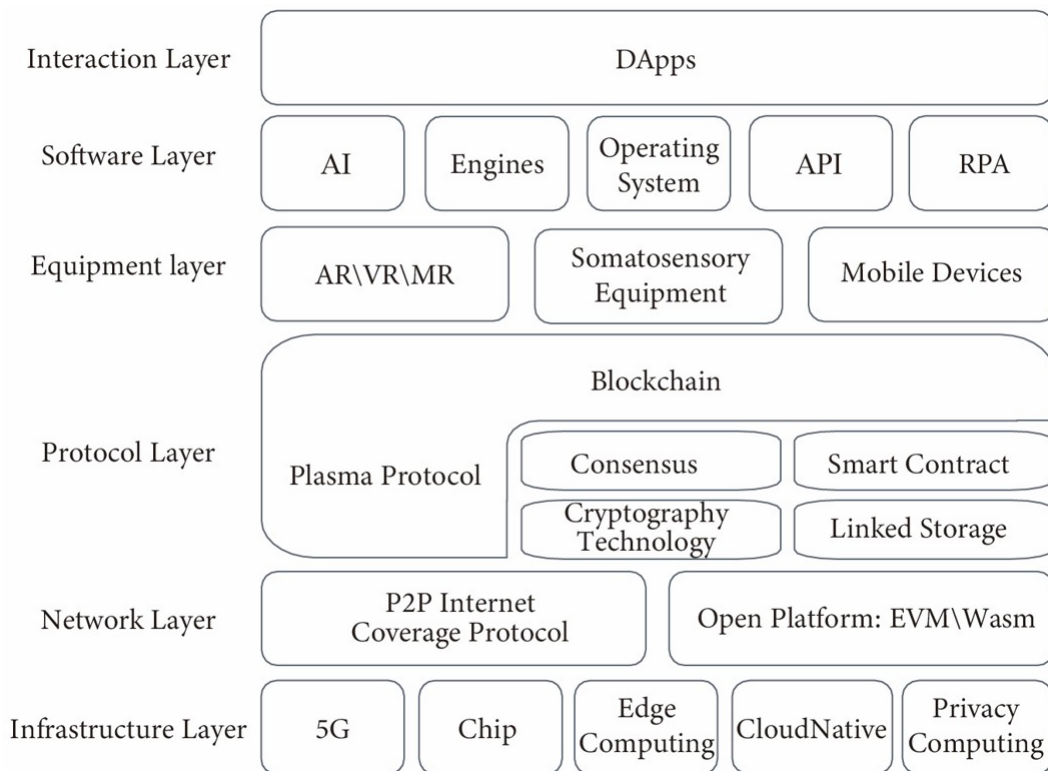 Interaction Layer
DApps
Software Layer
AI
Engines
Operating
System
API
RPA
Equipment layer
AR\VR\MR
Somatosensory
Equipment
Mobile Devices
Protocol Layer
Blockchain
Plasma Protocol
Consensus
Smart Contract
Cryptography
Technology
Linked Storage
Network Layer
P2P Internet
Coverage Protocol
Open Platform: EVM\Wasm
Infrastructure Layer
5G
Chip
Edge
Computing
CloudNative
Privacy
Computing